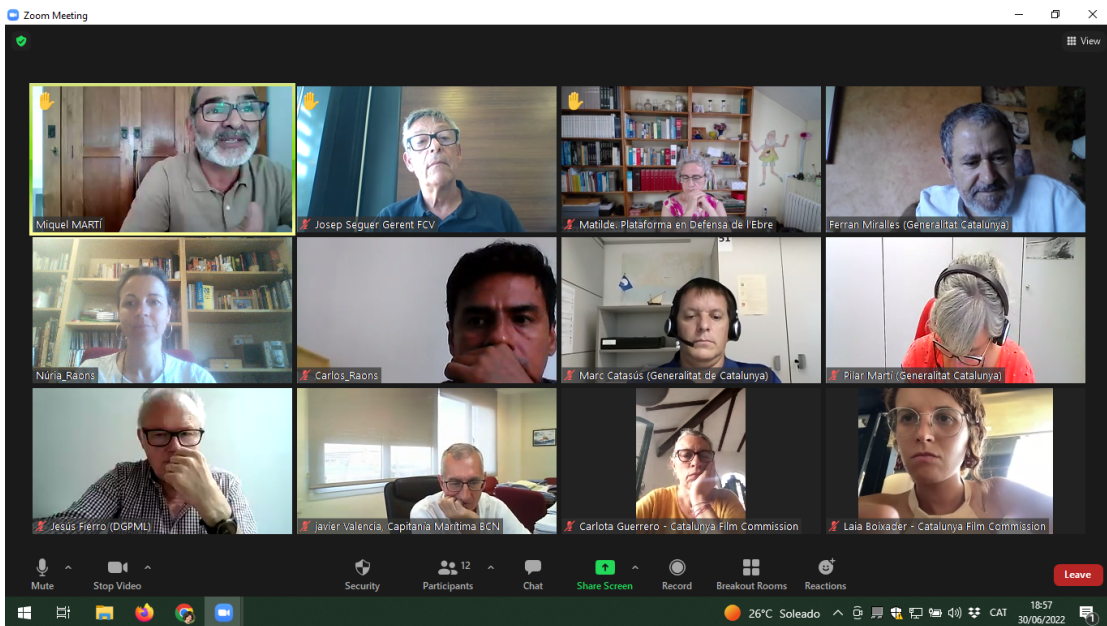 Zoom Meeting
View
Miquel MARTÍ
Josep Seguer Gerent FCV
Matilde. Plataforma en Defensa de l'Ebre
Ferran Miralles (Generalitat Catalunya)
Núria_Raons
Carlos_Raons
51
Marc Catasús (Generalitat de Catalunya)
Pilar Martí (Generalitat Catalunya)
Jesús Fierro (DGPML)
javier Valencia, Capitanía Marítima BCN
Carlota Guerrero - Catalunya Film Commission
Laia Boixader - Catalunya Film Commission
12
Mute
Stop Video
Security
Participants
Chat
Share Screen
Record
Breakout Rooms
Reactions
Leave
26°C Soleado
CAT
18:57
30/06/2022
1